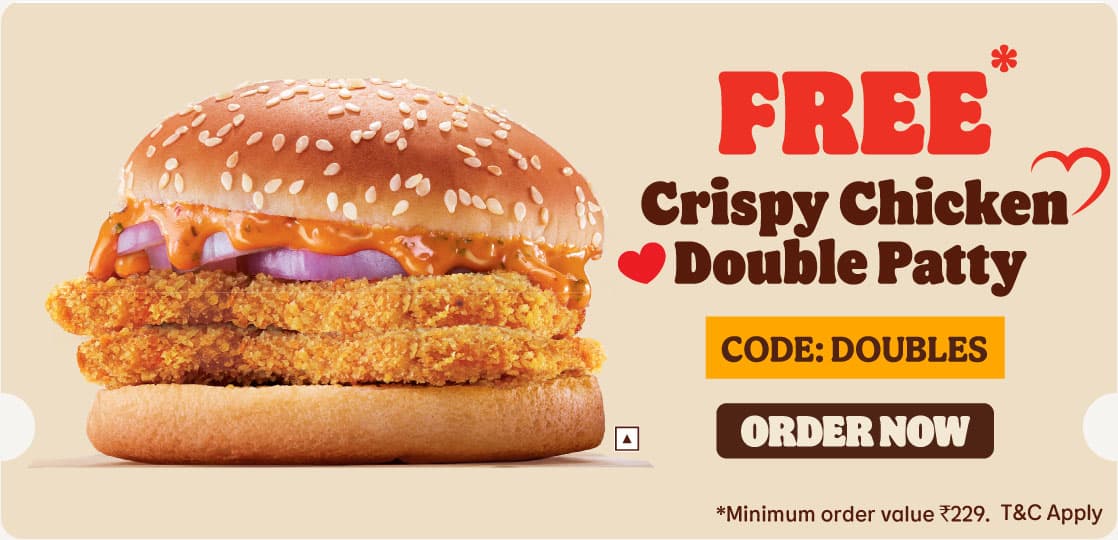 FREE*
Crispy Chicken
Double Patty
CODE: DOUBLES
ORDER NOW
*Minimum order value ₹229. T&C Apply